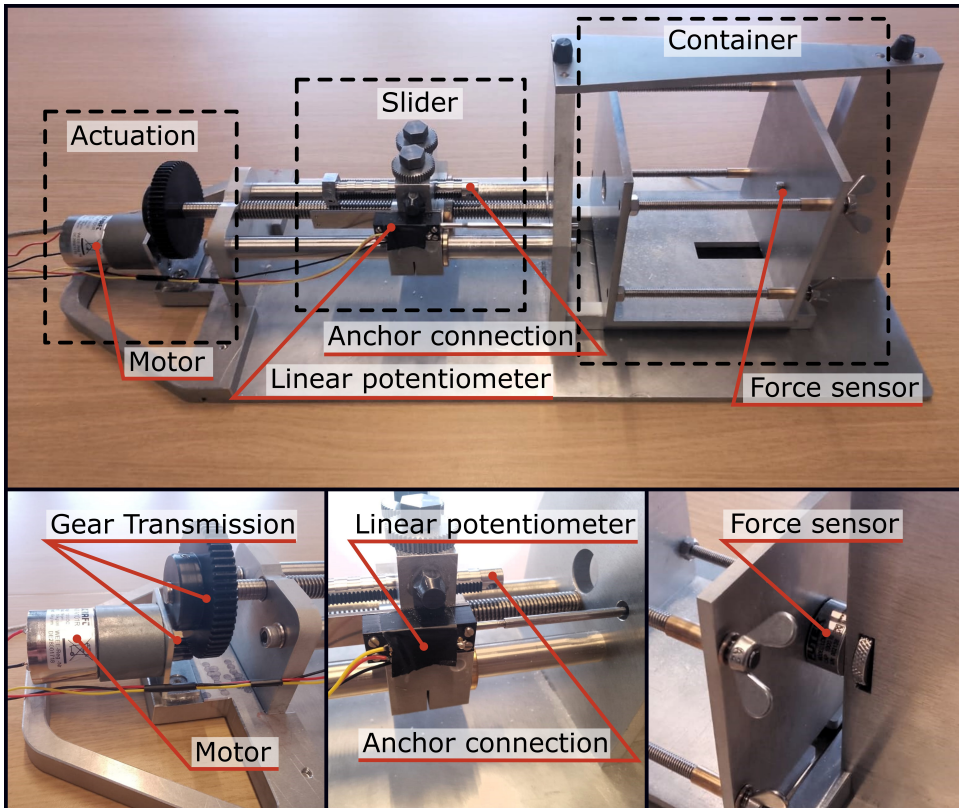 Container
Slider
Actuation
Anchor connection
Motor
Linear potentiometer
Force sensor
Gear Transmission
Motor
Linear potentiometer
Anchor connection
Force sensor